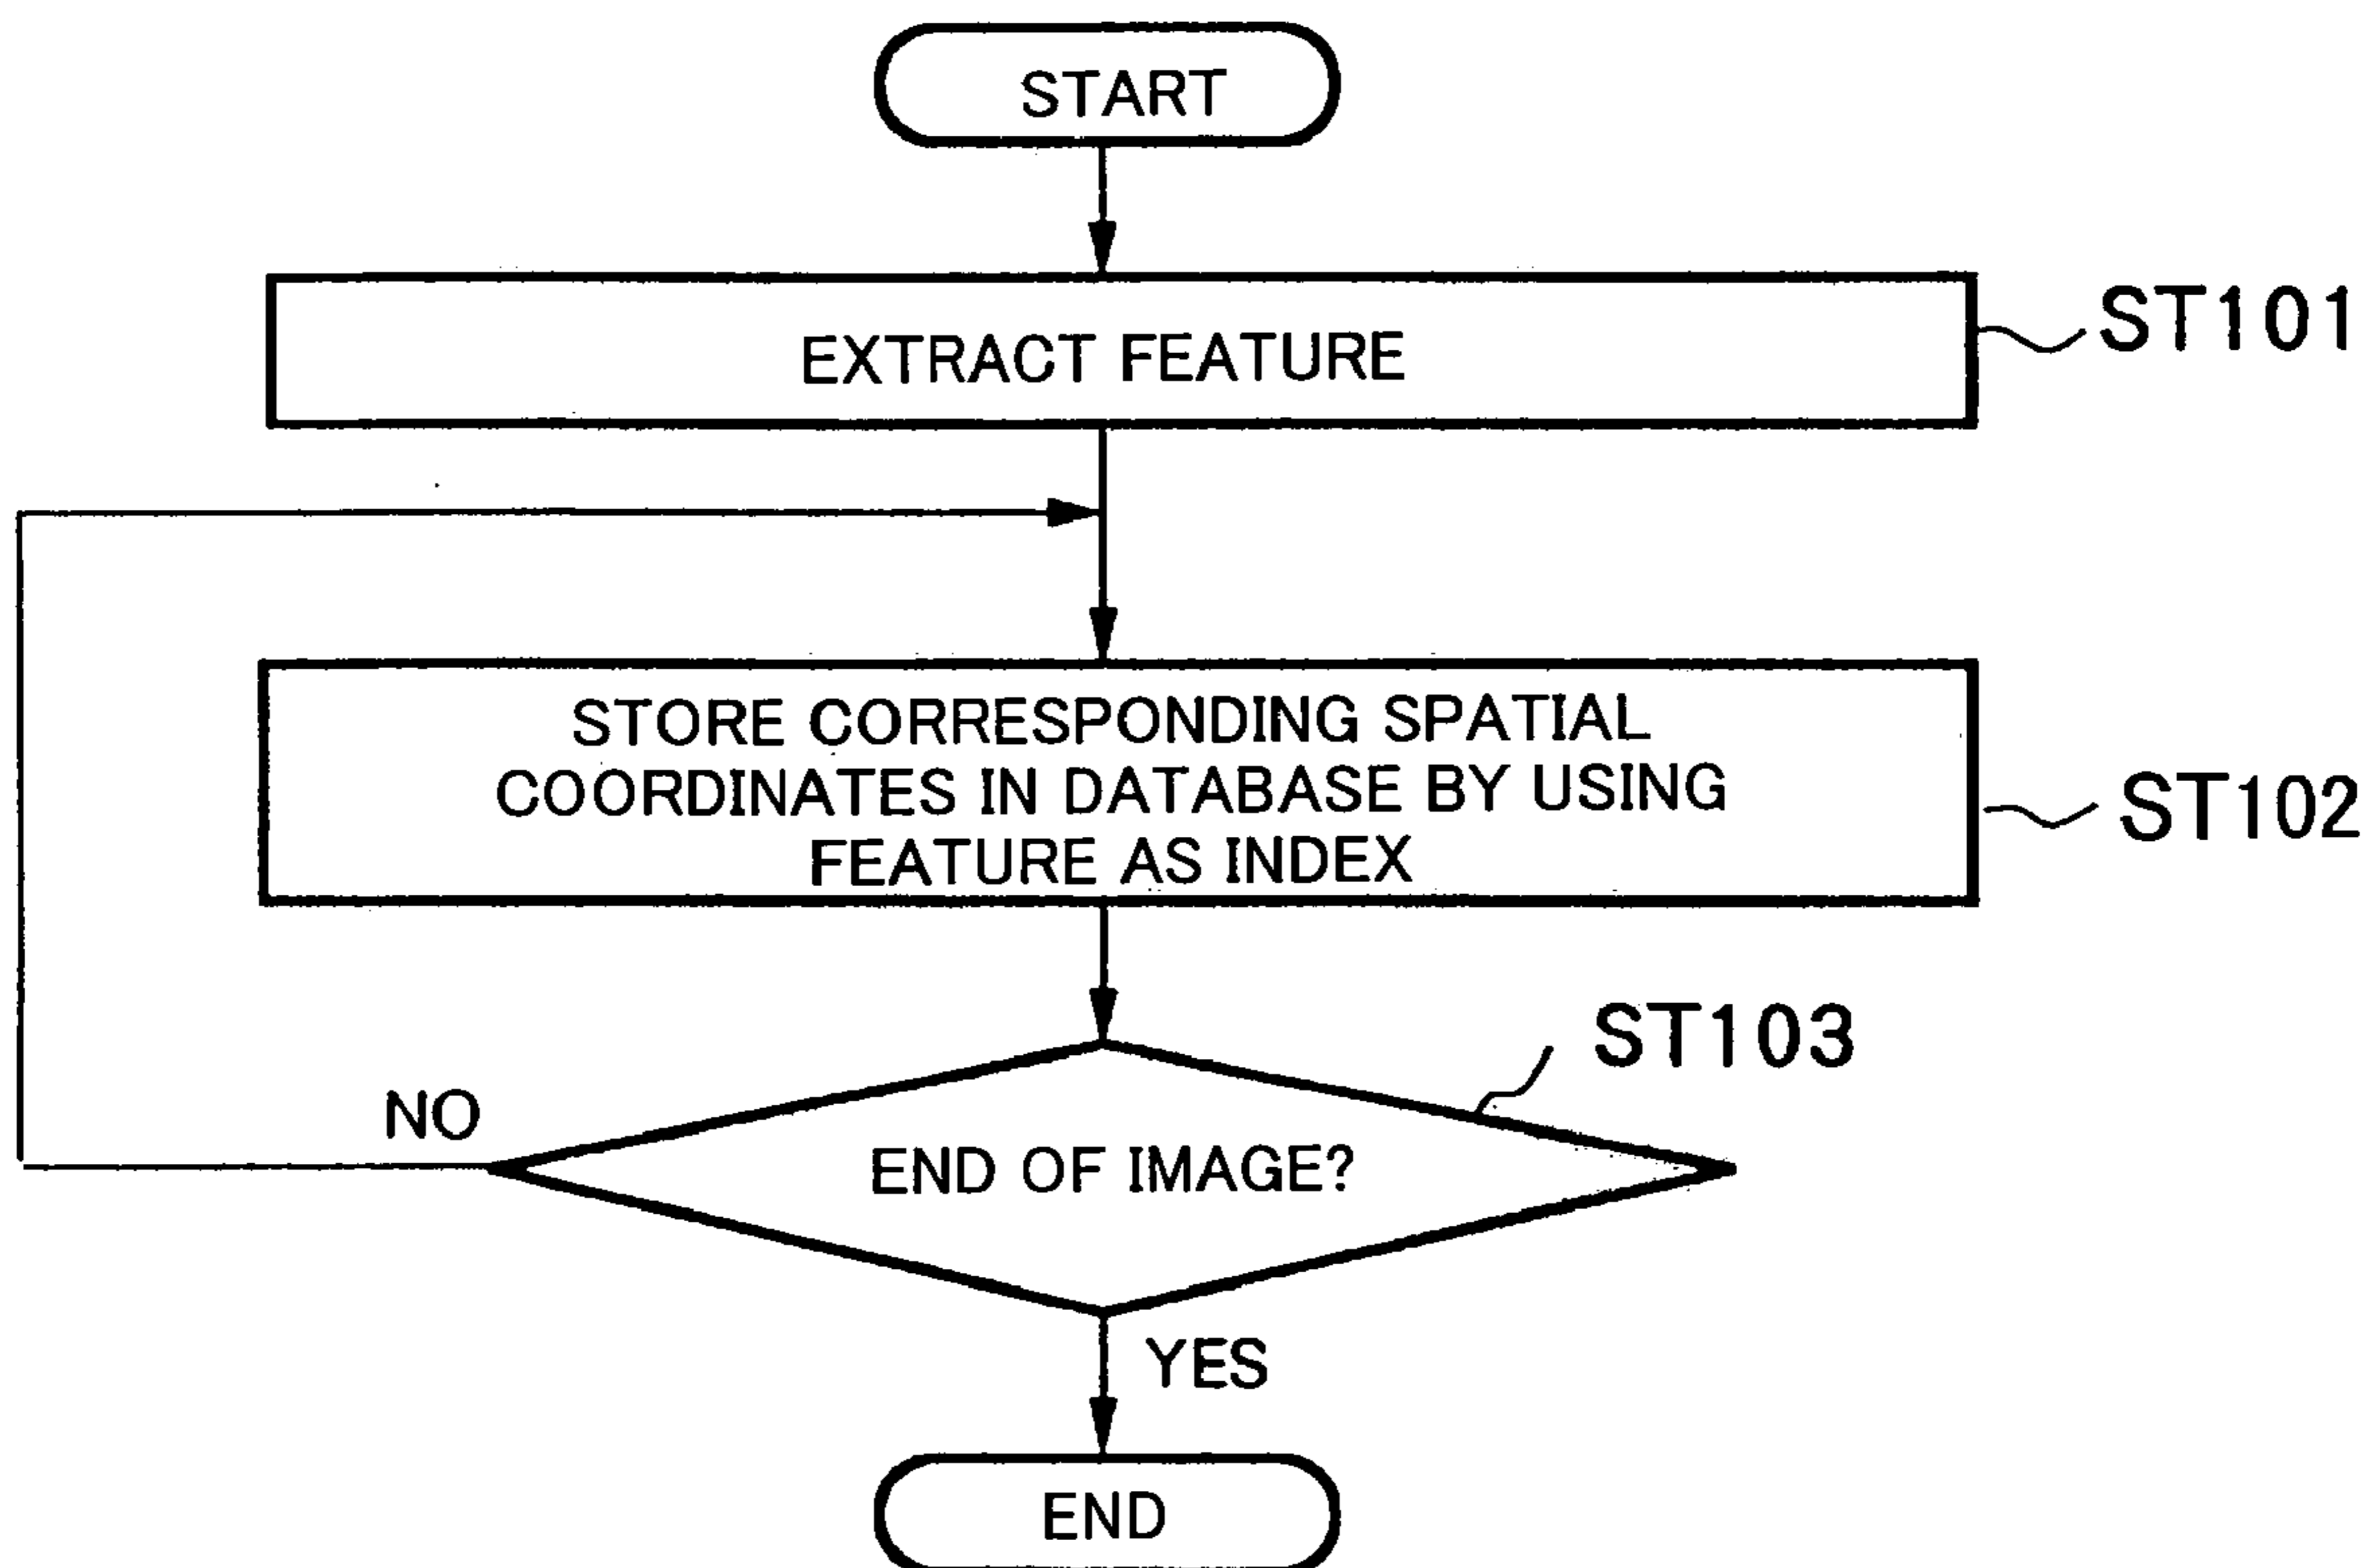 START
EXTRACT FEATURE
ST101
STORE CORRESPONDING SPATIAL
COORDINATES IN DATABASE BY USING
FEATURE AS INDEX
ST102
ST103
NO
END OF IMAGE?
YES
END